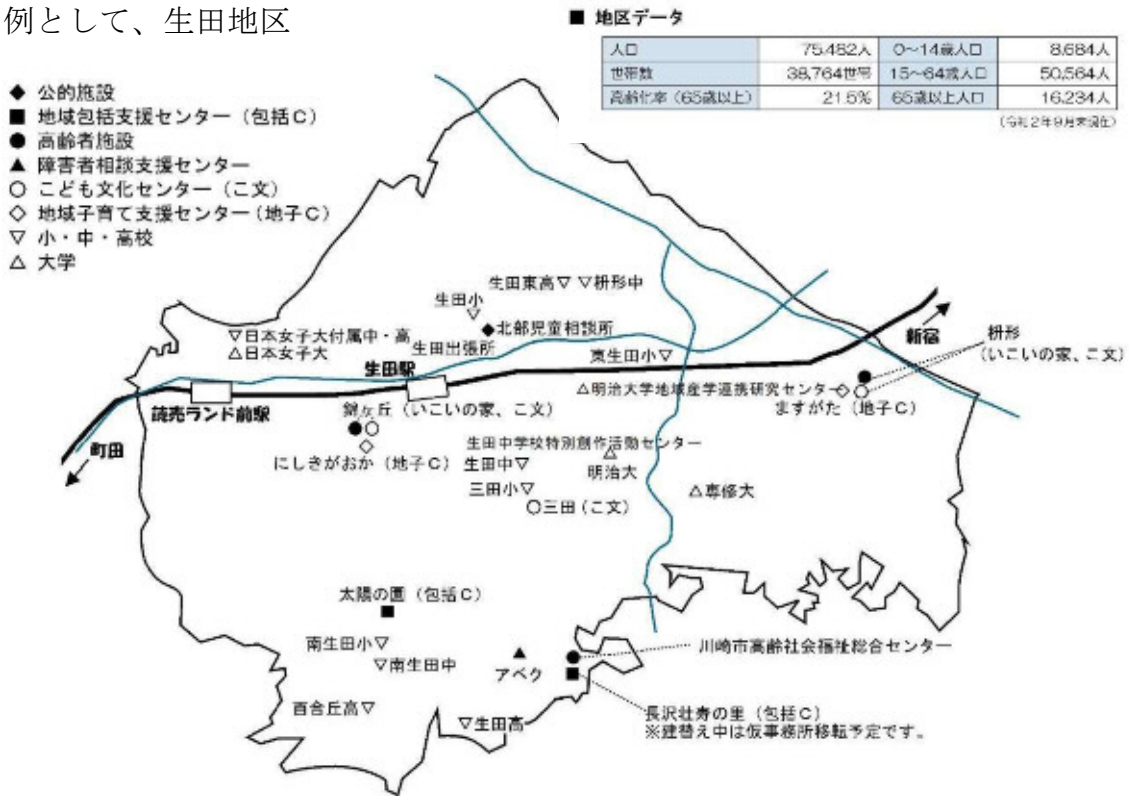 例として、生田地区
■ 地区データ
人口 75,482人 0～14歳人口 8,684人
世帯数 38,764世帯 15～64歳人口 50,564人
高齢化率（65歳以上） 21.5% 65歳以上人口 16,234人
（令和2年9月末現在）
◆ 公的施設
■ 地域包括支援センター（包括C）
● 高齢者施設
▲ 障害者相談支援センター
○ こども文化センター（こ文）
◇ 地域子育て支援センター（地子C）
▽ 小・中・高校
△ 大学
生田東高▽ ▽枡形中
生田小
▽
◆北部児童相談所
▽日本女子大付属中・高
△日本女子大
生田出張所
東生田小▽
新宿
枡形
（いこいの家、こ文）
生田駅
読売ランド前駅
△明治大学地域産学連携研究センター◇○
●
ますがた（地子C）
町田
錦ヶ丘（いこいの家、こ文）
●○
◇
にしきがおか（地子C）
生田中学校特別創作活動センター
生田中▽
△
明治大
三田小▽
○三田（こ文）
△専修大
太陽の園（包括C）
■
南生田小▽
▽南生田中
▲
アベク
●
川崎市高齢社会福祉総合センター
■
百合丘高▽
▽生田高
長沢壮寿の里（包括C）
※建替え中は仮事務所移転予定です。